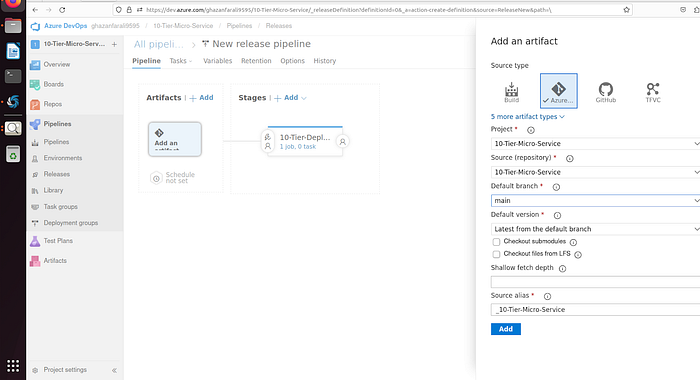 https://dev.azure.com/ghazanfarali9595/10-Tier-Micro-Service/_releaseDefinition?definitionId=0&_a=action-create-definition&source=ReleaseNew&path=\
Azure DevOps ghazanfarali9595 / 10-Tier-Micro-Service / Pipelines / Releases
10-Tier-Micro-Serv...
Overview
Boards
Repos
Pipelines
Pipelines
Environments
Releases
Library
Task groups
Deployment groups
Test Plans
Artifacts
Project settings
All pipeli... > New release pipeline
Pipeline Tasks Variables Retention Options History
Artifacts | + Add
Add an
artifact
Schedule
not set
Stages | + Add
10-Tier-Depl...
1 job, 0 task
Add an artifact
Source type
Build
Azure...
GitHub
TFVC
5 more artifact types
Project *
10-Tier-Micro-Service
Source (repository) *
10-Tier-Micro-Service
Default branch *
main
Default version *
Latest from the default branch
Checkout submodules
Checkout files from LFS
Shallow fetch depth
Source alias *
_10-Tier-Micro-Service
Add